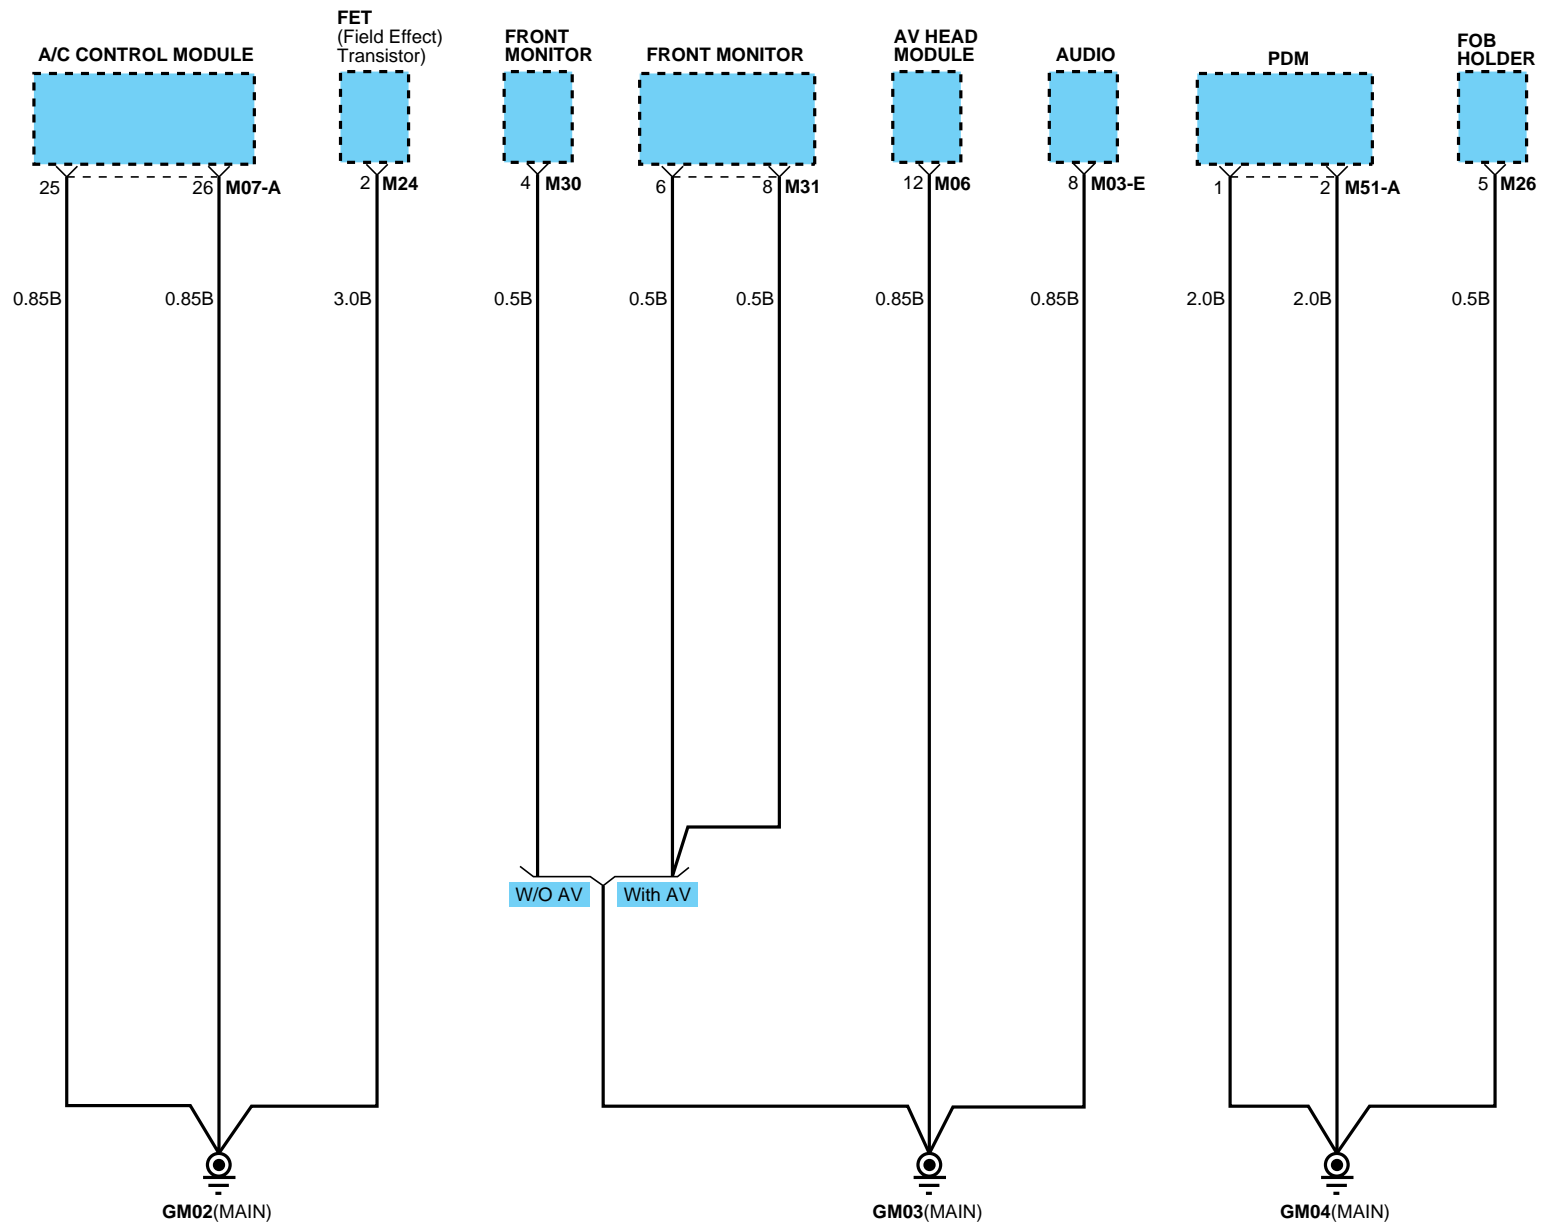 A/C CONTROL MODULE
FET
(Field Effect)
Transistor)
FRONT
MONITOR
FRONT MONITOR
AV HEAD
MODULE
AUDIO
PDM
FOB
HOLDER
25
26 M07-A
2 M24
4 M30
6
8 M31
12 M06
8 M03-E
1
2 M51-A
5 M26
0.85B
0.85B
3.0B
0.5B
0.5B
0.5B
0.85B
0.85B
2.0B
2.0B
0.5B
W/O AV
With AV
GM02(MAIN)
GM03(MAIN)
GM04(MAIN)